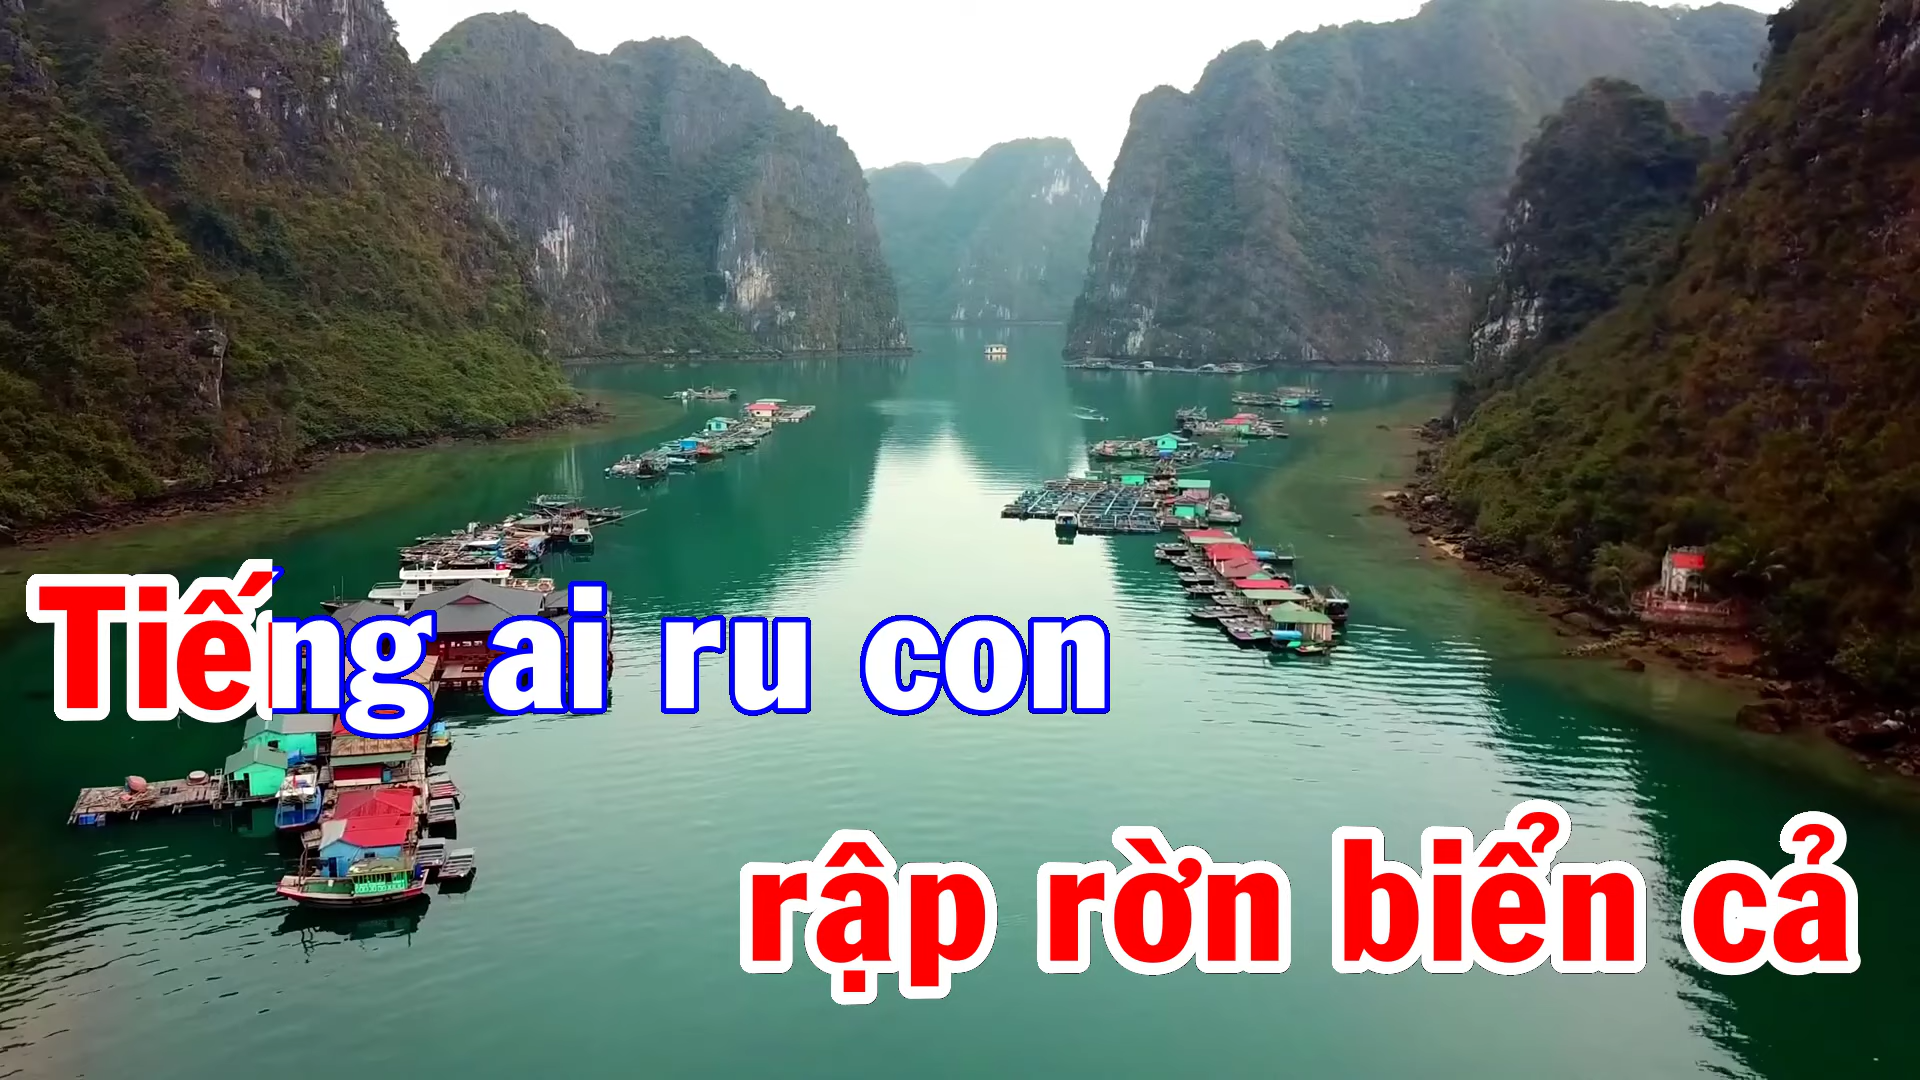 Tiếng ai ru con
rập rờn biển cả